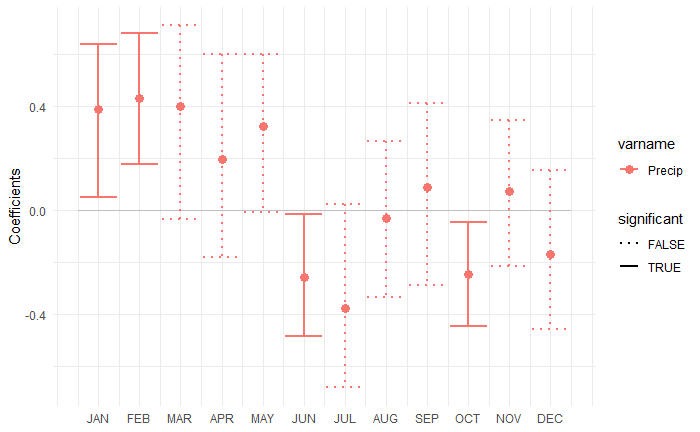 Coefficients
0.4
0.0
-0.4
JAN FEB MAR APR MAY JUN JUL AUG SEP OCT NOV DEC
varname
Precip
significant
FALSE
TRUE